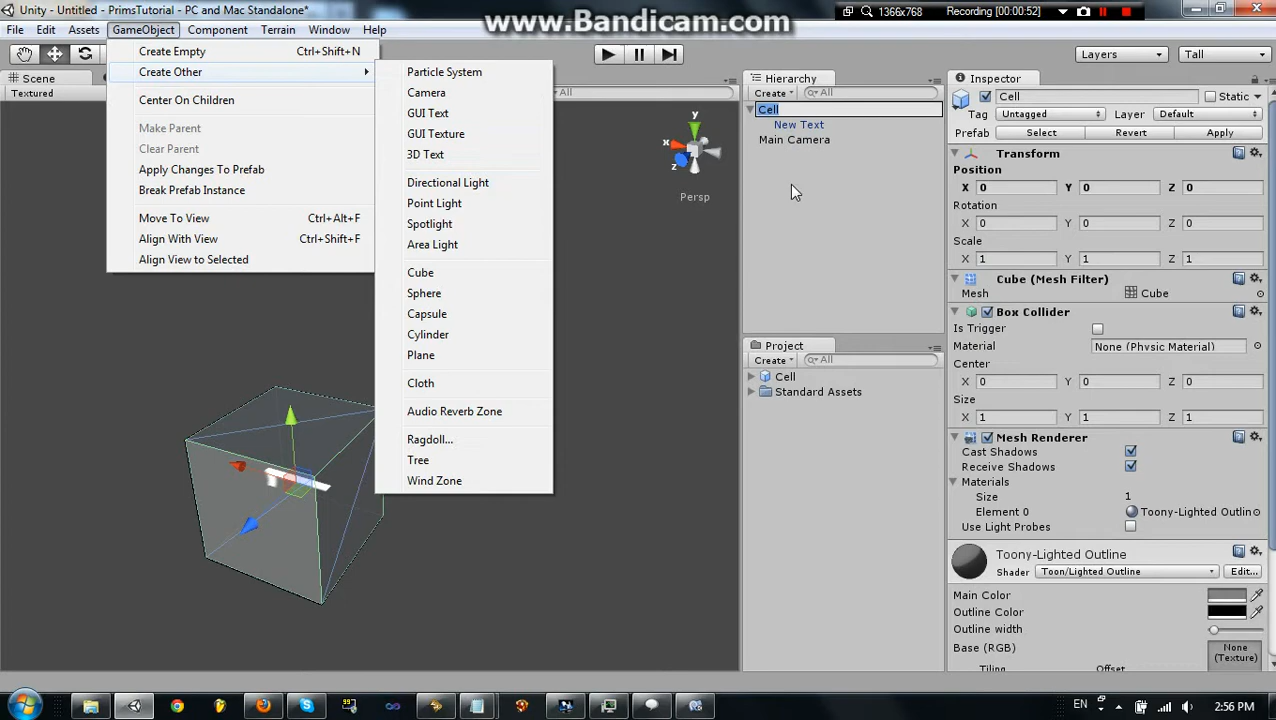 Unity - Untitled - PrimsTutorial - PC and Mac Standalone*
www.Bandicam.com
1366x768
Recording [0:00:52]
File Edit Assets GameObject Component Terrain Window Help
Layers
Tall
Create Empty Ctrl+Shift+N
Create Other
Center On Children
Make Parent
Clear Parent
Apply Changes To Prefab
Break Prefab Instance
Move To View Ctrl+Alt+F
Align With View Ctrl+Shift+F
Align View to Selected
Particle System
Camera
GUI Text
GUI Texture
3D Text
Directional Light
Point Light
Spotlight
Area Light
Cube
Sphere
Capsule
Cylinder
Plane
Cloth
Audio Reverb Zone
Ragdoll...
Tree
Wind Zone
Scene
Textured
All
y
x
z
Persp
Hierarchy
Create All
Cell
New Text
Main Camera
Project
Create All
Cell
Standard Assets
Inspector
Cell Static
Tag Untagged Layer Default
Prefab Select Revert Apply
Transform
Position
X 0 Y 0 Z 0
Rotation
X 0 Y 0 Z 0
Scale
X 1 Y 1 Z 1
Cube (Mesh Filter)
Mesh Cube
Box Collider
Is Trigger
Material None (Physic Material)
Center
X 0 Y 0 Z 0
Size
X 1 Y 1 Z 1
Mesh Renderer
Cast Shadows
Receive Shadows
Materials
Size 1
Element 0 Toony-Lighted Outlin
Use Light Probes
Toony-Lighted Outline
Shader Toon/Lighted Outline Edit...
Main Color
Outline Color
Outline width
Base (RGB) None
(Texture)
Tiling Offset
EN 2:56 PM